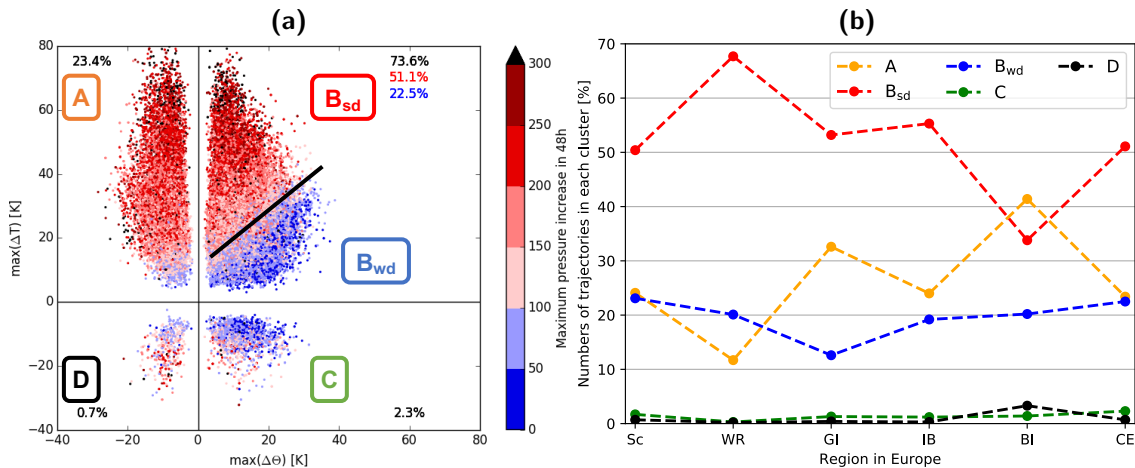 (a)
(b)
80
60
40
20
0
−20
−40
max(ΔT) [K]
−40
−20
0
20
40
60
80
max(ΔΘ) [K]
23.4%
A
73.6%
51.1%
22.5%
B_sd
B_wd
D
0.7%
C
2.3%
300
250
200
150
100
50
0
Maximum pressure increase in 48h
Numbers of trajectories in each cluster [%]
70
60
50
40
30
20
10
0
A
B_sd
B_wd
C
D
Sc
WR
GI
IB
BI
CE
Region in Europe